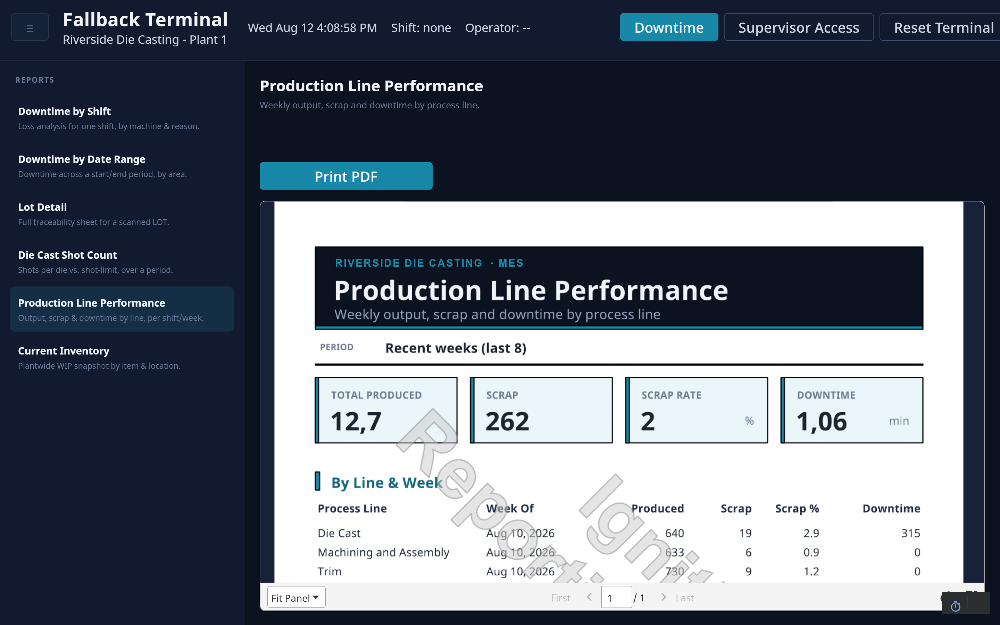 Fallback Terminal
Riverside Die Casting - Plant 1
Wed Aug 12 4:08:58 PM Shift: none Operator: --
Downtime
Supervisor Access
Reset Terminal
REPORTS
Downtime by Shift
Loss analysis for one shift, by machine & reason.
Downtime by Date Range
Downtime across a start/end period, by area.
Lot Detail
Full traceability sheet for a scanned LOT.
Die Cast Shot Count
Shots per die vs. shot-limit, over a period.
Production Line Performance
Output, scrap & downtime by line, per shift/week.
Current Inventory
Plantwide WIP snapshot by item & location.
Production Line Performance
Weekly output, scrap and downtime by process line.
Print PDF
RIVERSIDE DIE CASTING · MES
Production Line Performance
Weekly output, scrap and downtime by process line
PERIOD Recent weeks (last 8)
TOTAL PRODUCED
12,7
SCRAP
262
SCRAP RATE
2 %
DOWNTIME
1,06 min
By Line & Week
Process Line Week Of Produced Scrap Scrap % Downtime
Die Cast Aug 10, 2026 640 19 2.9 315
Machining and Assembly Aug 10, 2026 633 6 0.9 0
Trim Aug 10, 2026 730 9 1.2 0
Reporti
Ignit
Fit Panel
First 1 / 1 Last